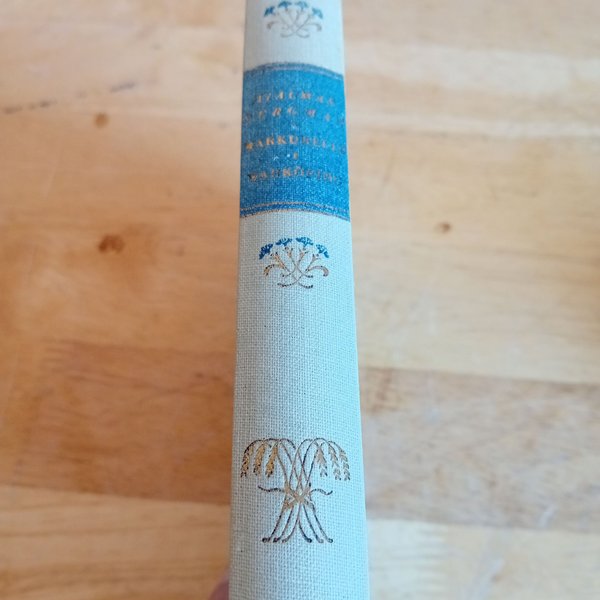 HJALMAR
BERGMAN
MARKURELLS
I
WADKÖPING